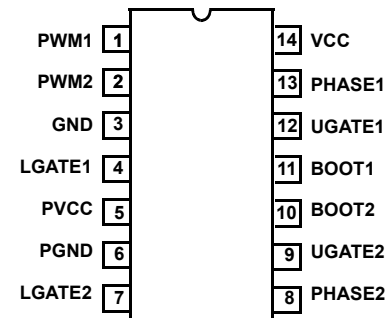 PWM1 1 14 VCC
PWM2 2 13 PHASE1
GND 3 12 UGATE1
LGATE1 4 11 BOOT1
PVCC 5 10 BOOT2
PGND 6 9 UGATE2
LGATE2 7 8 PHASE2